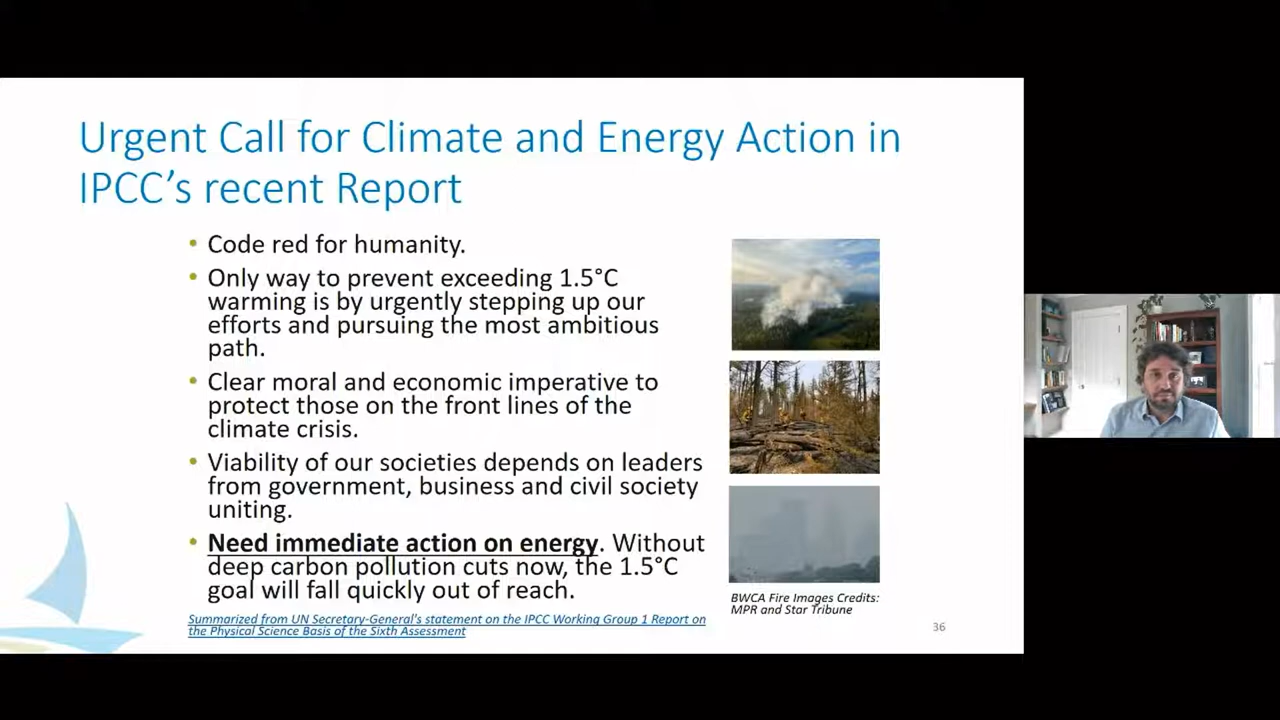 Urgent Call for Climate and Energy Action in
IPCC’s recent Report
• Code red for humanity.
• Only way to prevent exceeding 1.5°C
warming is by urgently stepping up our
efforts and pursuing the most ambitious
path.
• Clear moral and economic imperative to
protect those on the front lines of the
climate crisis.
• Viability of our societies depends on leaders
from government, business and civil society
uniting.
• Need immediate action on energy. Without
deep carbon pollution cuts now, the 1.5°C
goal will fall quickly out of reach.
Summarized from UN Secretary-General's statement on the IPCC Working Group 1 Report on
the Physical Science Basis of the Sixth Assessment
BWCA Fire Images Credits:
MPR and Star Tribune
36